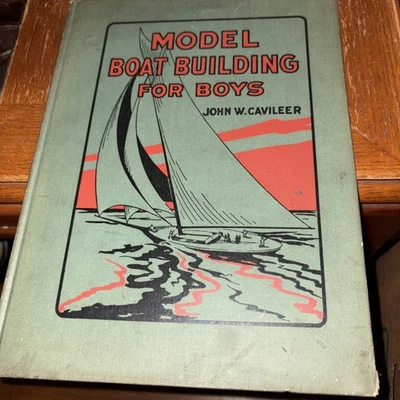 MODEL
BOAT BUILDING
FOR BOYS
JOHN W. CAVILEER